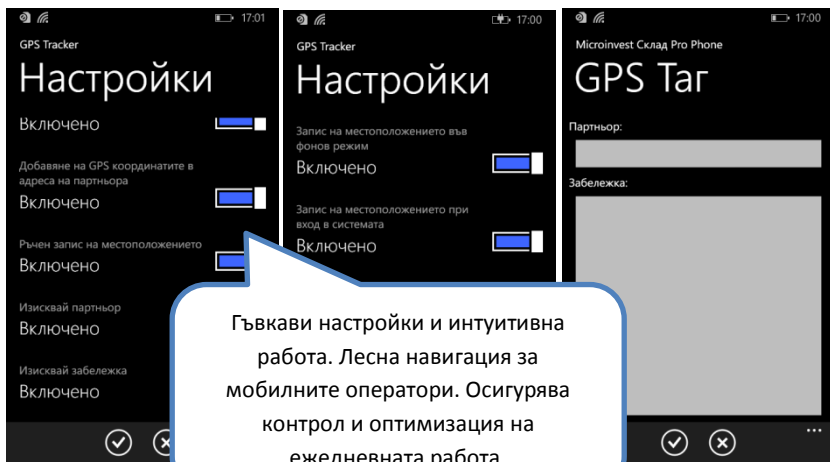 17:01
GPS Tracker
Настройки
Включено
Добавяне на GPS координатите в
адреса на партньора
Включено
Ръчен запис на местоположението
Включено
Изисквай партньор
Включено
Изисквай забележка
Включено
17:00
GPS Tracker
Настройки
Запис на местоположението във
фонов режим
Включено
Запис на местоположението при
вход в системата
Включено
17:00
Microinvest Склад Pro Phone
GPS Таг
Партньор:
Забележка:
...
Гъвкави настройки и интуитивна
работа. Лесна навигация за
мобилните оператори. Осигурява
контрол и оптимизация на
ежедневната работа